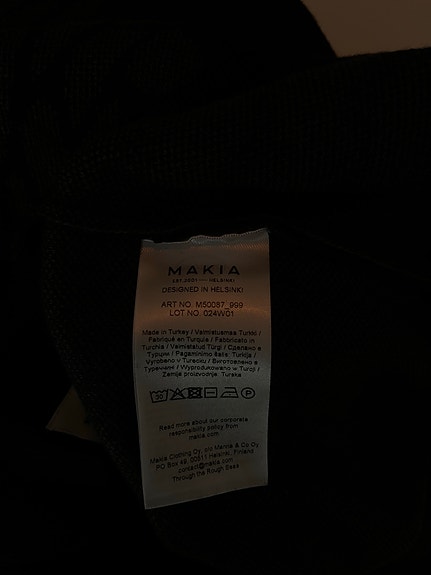 MAKIA
EST. 2001 HELSINKI
DESIGNED IN HELSINKI
ART NO. M50087_999
LOT NO. 024W01
Made in Turkey / Valmistusmaa Turkki /
Fabriqué en Turquie / Fabbricato in
Turchia / Valmistatud Türgi / Сделано в
Турции / Pagaminimo šalis: Turkija /
Vyrobeno v Turecku / Виготовлено в
Туреччині / Wyprodukowano w Turcji /
Zemlja proizvodnje: Turska
30
P
Read more about our corporate
responsibility policy from
makia.com
Makia Clothing Oy, c/o Makia & Co Oy
PO Box 49, 00511 Helsinki, Finland
contact@makia.com
Through the Rough Seas